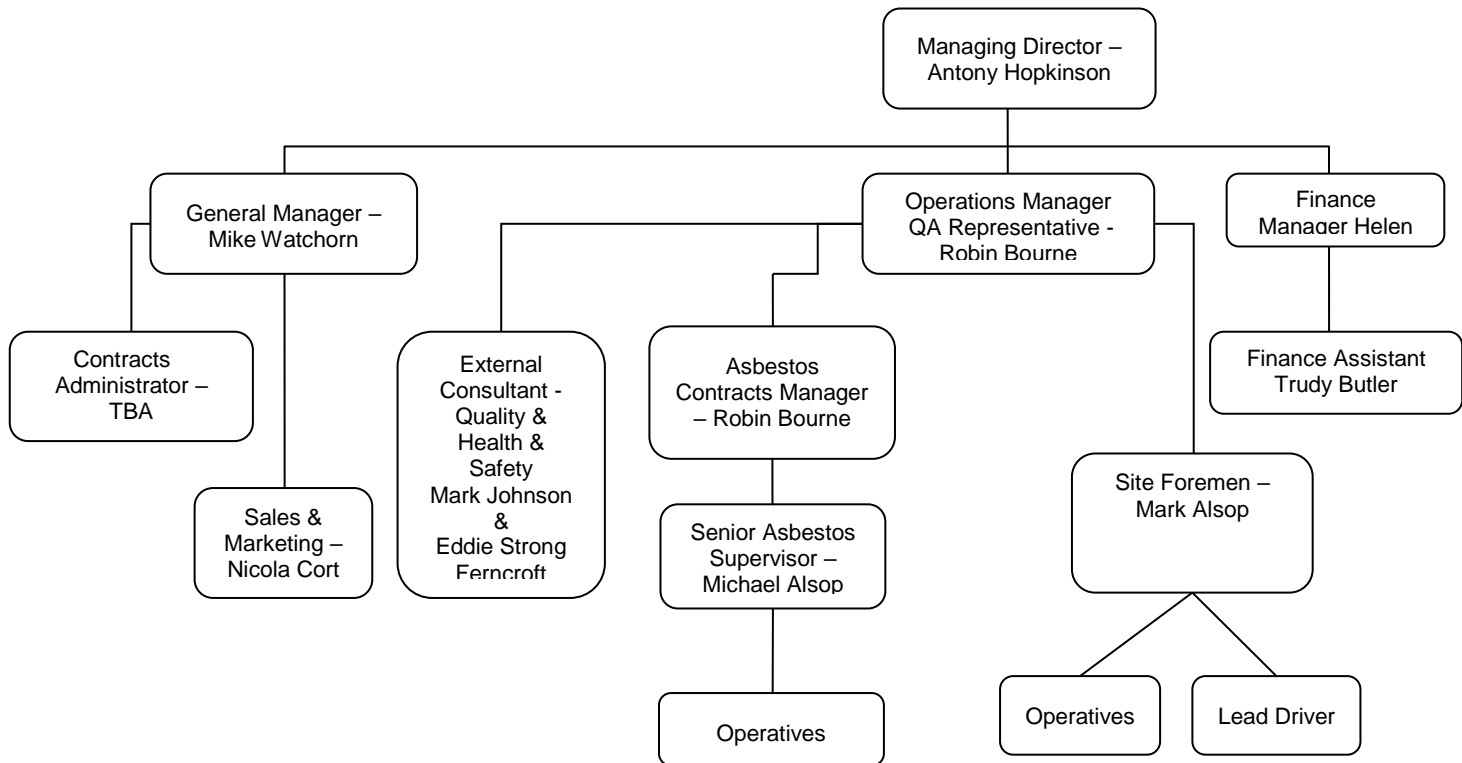 Managing Director –
Antony Hopkinson
General Manager –
Mike Watchorn
Operations Manager
QA Representative -
Robin Bourne
Finance
Manager Helen
Contracts
Administrator –
TBA
External
Consultant -
Quality &
Health &
Safety
Mark Johnson
&
Eddie Strong
Ferncroft
Asbestos
Contracts Manager
– Robin Bourne
Finance Assistant
Trudy Butler
Sales &
Marketing –
Nicola Cort
Senior Asbestos
Supervisor –
Michael Alsop
Site Foremen –
Mark Alsop
Operatives
Operatives
Lead Driver